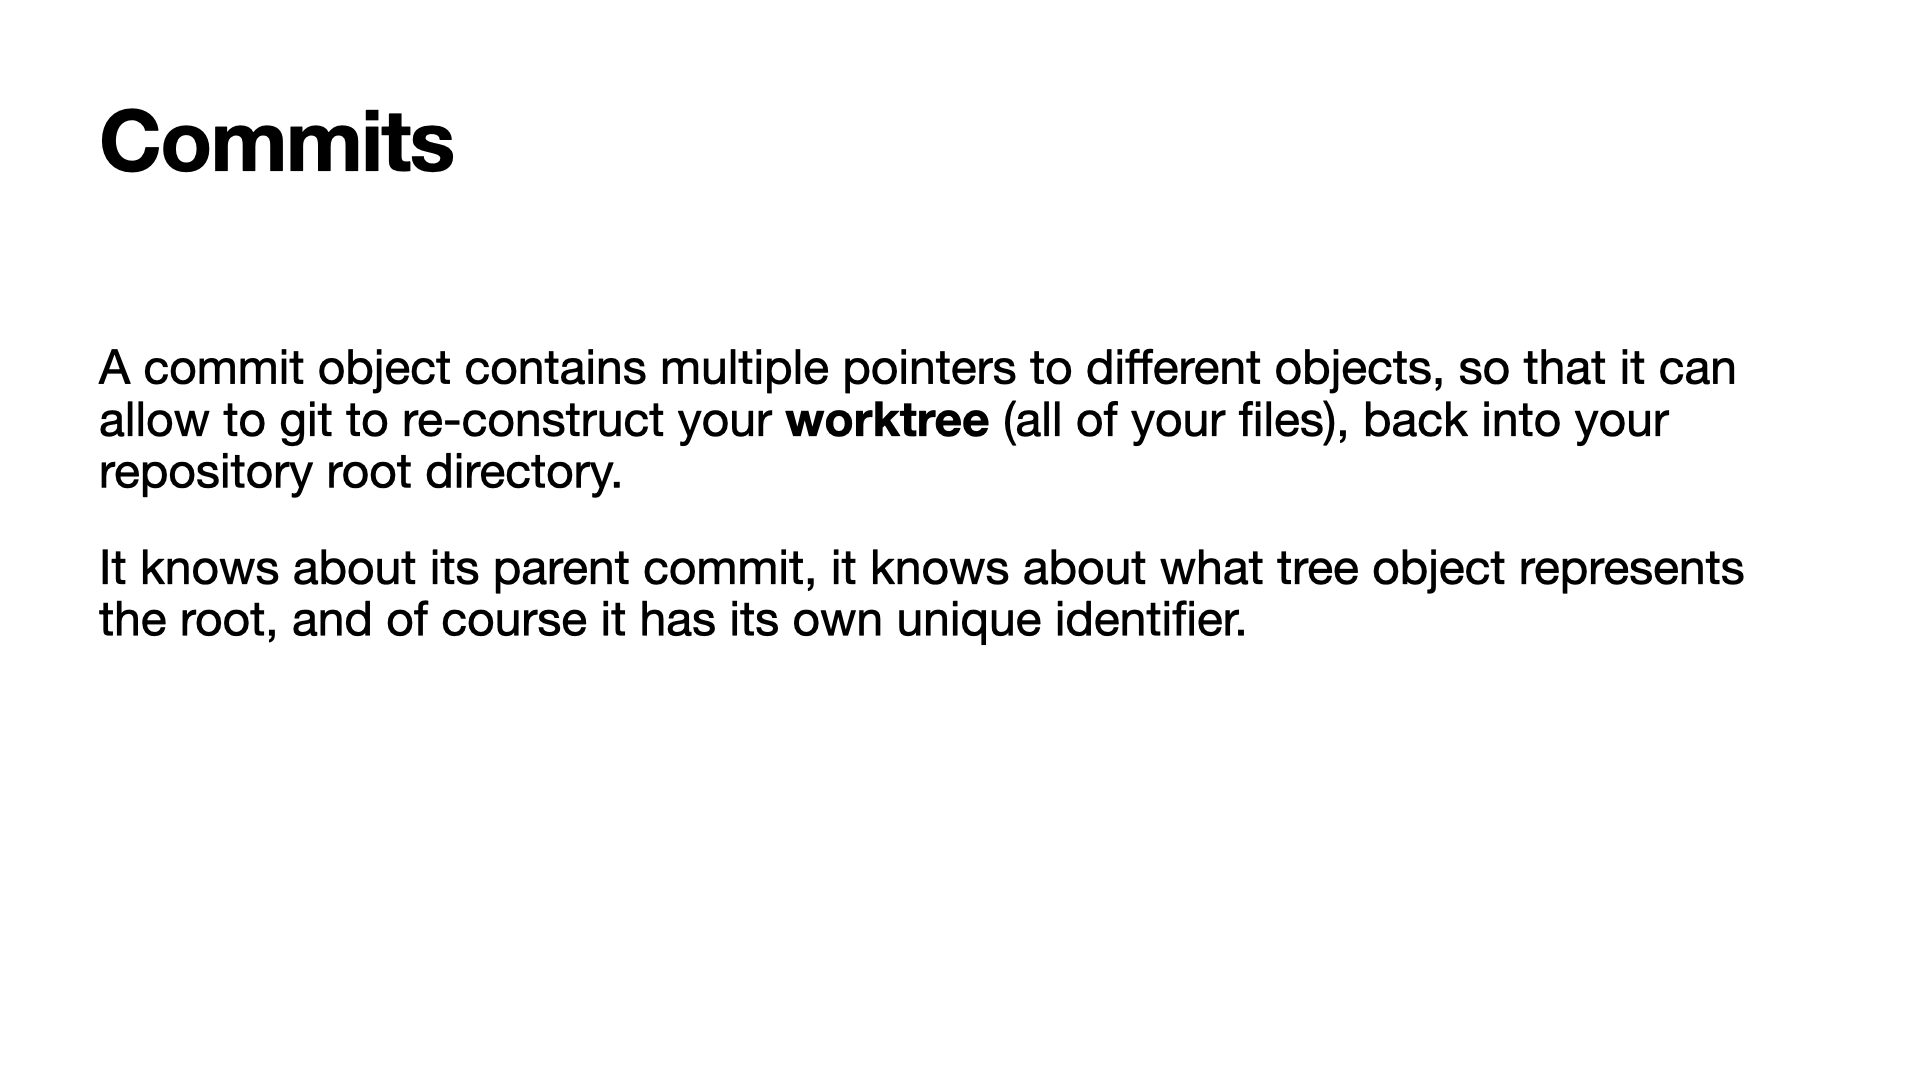 Commits
A commit object contains multiple pointers to different objects, so that it can
allow to git to re-construct your worktree (all of your files), back into your
repository root directory.
It knows about its parent commit, it knows about what tree object represents
the root, and of course it has its own unique identifier.